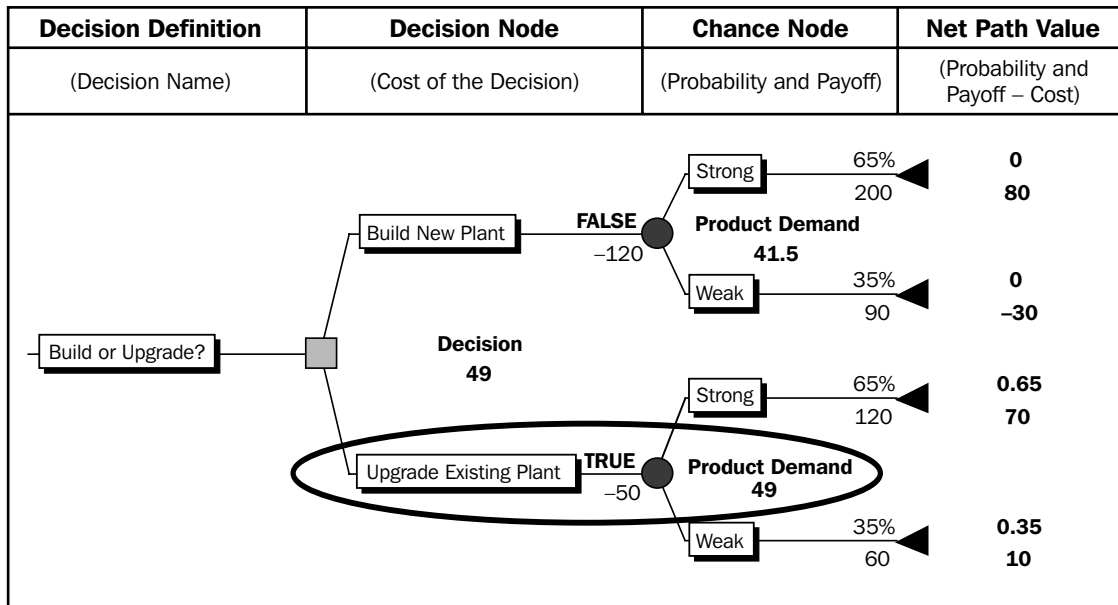 Decision Definition
Decision Node
Chance Node
Net Path Value
(Decision Name)
(Cost of the Decision)
(Probability and Payoff)
(Probability and
Payoff – Cost)
Strong
65%
200
0
80
Build New Plant
FALSE
–120
Product Demand
41.5
Weak
35%
90
0
–30
Build or Upgrade?
Decision
49
Strong
65%
120
0.65
70
Upgrade Existing Plant
TRUE
–50
Product Demand
49
Weak
35%
60
0.35
10